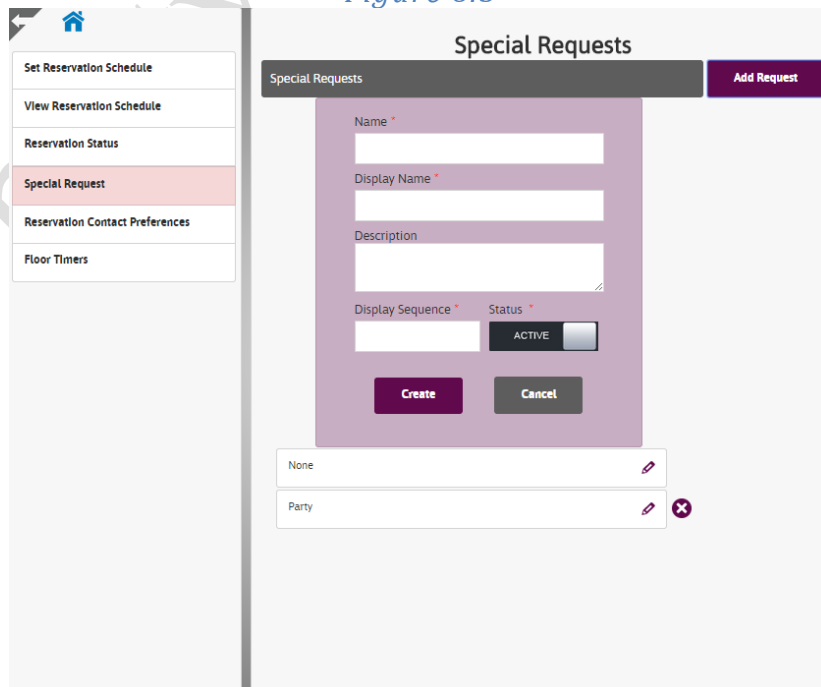 Special Requests
Set Reservation Schedule
View Reservation Schedule
Reservation Status
Special Request
Reservation Contact Preferences
Floor Timers
Special Requests
Add Request
Name *
Display Name *
Description
Display Sequence *
Status *
ACTIVE
Create
Cancel
None
Party